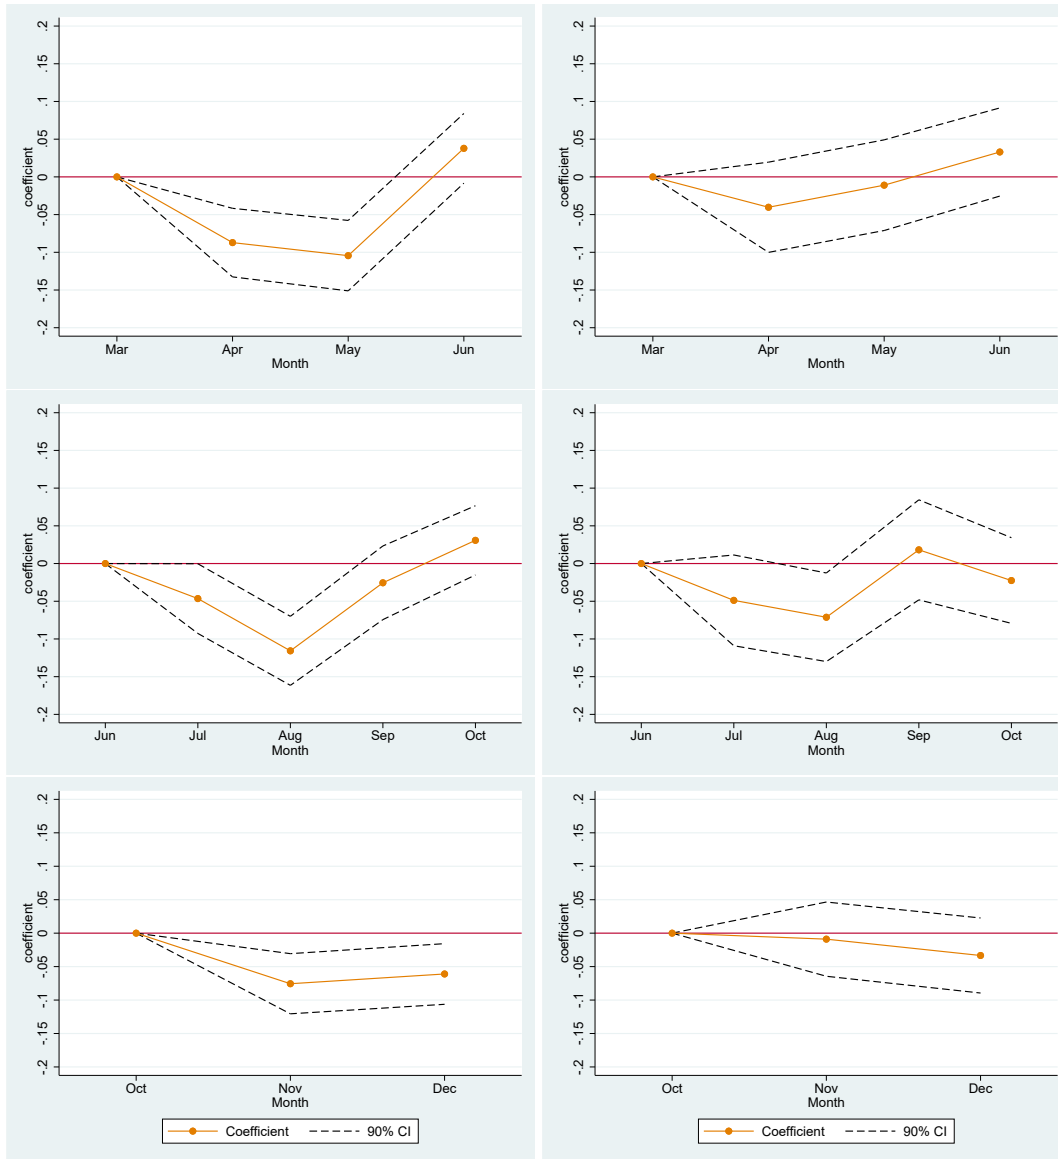 coefficient
.2
.15
.1
.05
0
-.05
-.1
-.15
-.2
Mar Apr May Jun
Month
coefficient
.2
.15
.1
.05
0
-.05
-.1
-.15
-.2
Mar Apr May Jun
Month
coefficient
.2
.15
.1
.05
0
-.05
-.1
-.15
-.2
Jun Jul Aug Sep Oct
Month
coefficient
.2
.15
.1
.05
0
-.05
-.1
-.15
-.2
Jun Jul Aug Sep Oct
Month
coefficient
.2
.15
.1
.05
0
-.05
-.1
-.15
-.2
Oct Nov Dec
Month
Coefficient 90% CI
coefficient
.2
.15
.1
.05
0
-.05
-.1
-.15
-.2
Oct Nov Dec
Month
Coefficient 90% CI